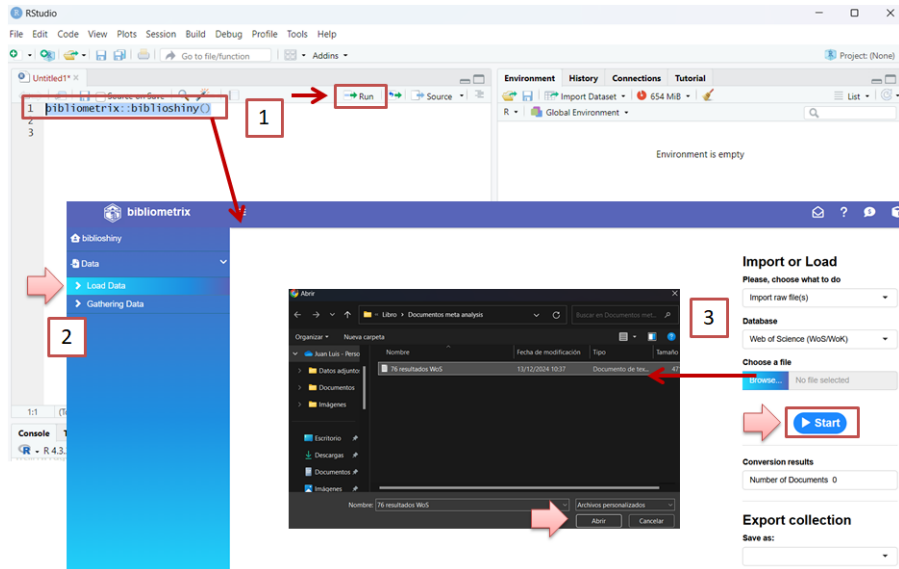 RStudio
File Edit Code View Plots Session Build Debug Profile Tools Help
Go to file/function Addins Project: (None)
Untitled1*
Source on Save Run Source
1 bibliometrix::biblioshiny()
2
3
1
Environment History Connections Tutorial
Import Dataset 654 MiB List
R Global Environment
Environment is empty
bibliometrix
biblioshiny
Data
Load Data
Gathering Data
2
1:1
Console
R 4.3.
Abrir
Libro Documentos meta analysis Buscar en Documentos met...
Organizar Nueva carpeta
Juan Luis - Perso
Datos adjuntos
Documentos
Imágenes
Escritorio
Descargas
Documentos
Imágenes
Nombre Fecha de modificación Tipo Tamaño
76 resultados WoS 13/12/2024 10:37 Documento de tex... 47
Nombre: 76 resultados WoS Archivos personalizados
Abrir Cancelar
3
Import or Load
Please, choose what to do
Import raw file(s)
Database
Web of Science (WoS/WoK)
Choose a file
Browse... No file selected
Start
Conversion results
Number of Documents 0
Export collection
Save as: